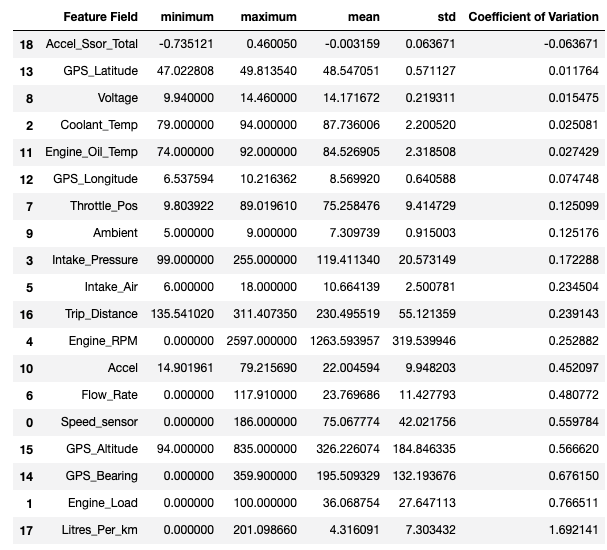 Feature Field minimum maximum mean std Coefficient of Variation
18 Accel_Ssor_Total -0.735121 0.460050 -0.003159 0.063671 -0.063671
13 GPS_Latitude 47.022808 49.813540 48.547051 0.571127 0.011764
8 Voltage 9.940000 14.460000 14.171672 0.219311 0.015475
2 Coolant_Temp 79.000000 94.000000 87.736006 2.200520 0.025081
11 Engine_Oil_Temp 74.000000 92.000000 84.526905 2.318508 0.027429
12 GPS_Longitude 6.537594 10.216362 8.569920 0.640588 0.074748
7 Throttle_Pos 9.803922 89.019610 75.258476 9.414729 0.125099
9 Ambient 5.000000 9.000000 7.309739 0.915003 0.125176
3 Intake_Pressure 99.000000 255.000000 119.411340 20.573149 0.172288
5 Intake_Air 6.000000 18.000000 10.664139 2.500781 0.234504
16 Trip_Distance 135.541020 311.407350 230.495519 55.121359 0.239143
4 Engine_RPM 0.000000 2597.000000 1263.593957 319.539946 0.252882
10 Accel 14.901961 79.215690 22.004594 9.948203 0.452097
6 Flow_Rate 0.000000 117.910000 23.769686 11.427793 0.480772
0 Speed_sensor 0.000000 186.000000 75.067774 42.021756 0.559784
15 GPS_Altitude 94.000000 835.000000 326.226074 184.846335 0.566620
14 GPS_Bearing 0.000000 359.900000 195.509329 132.193676 0.676150
1 Engine_Load 0.000000 100.000000 36.068754 27.647113 0.766511
17 Litres_Per_km 0.000000 201.098660 4.316091 7.303432 1.692141